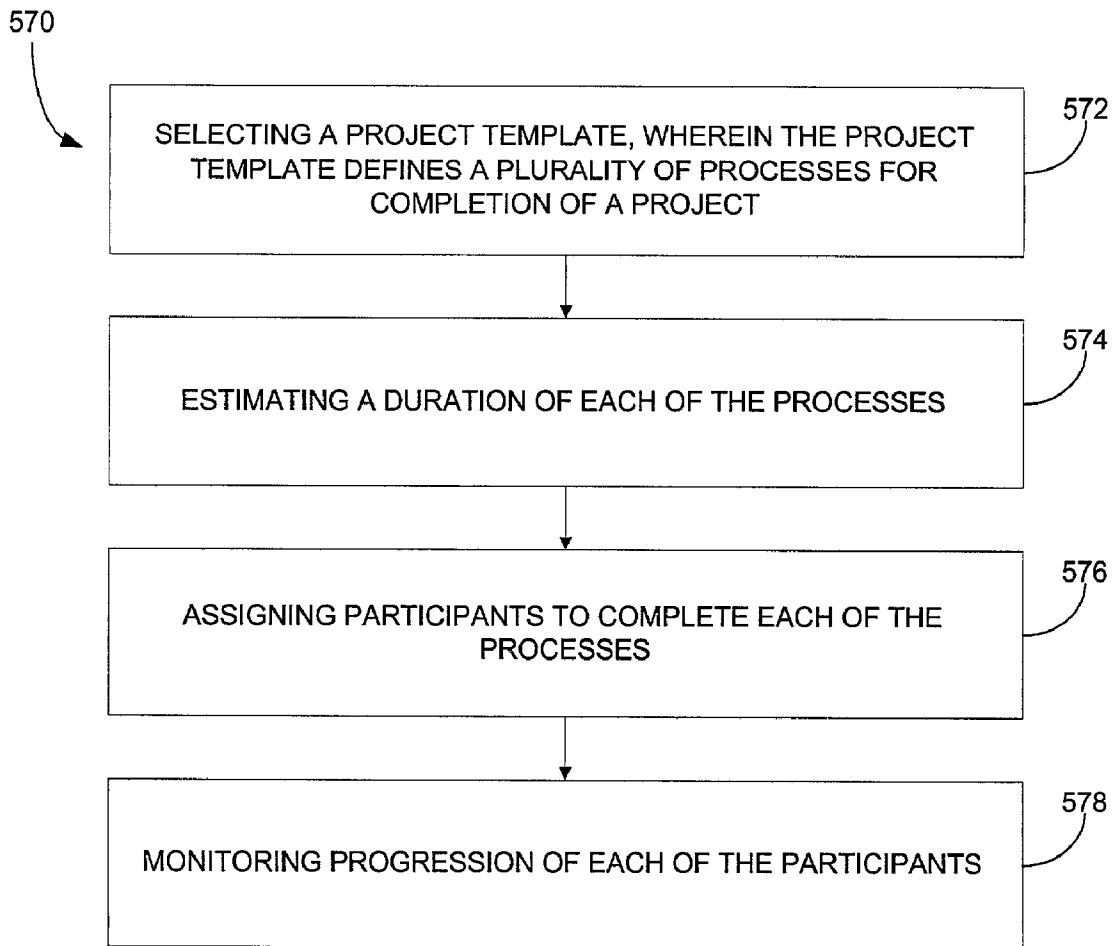 570
572
SELECTING A PROJECT TEMPLATE, WHEREIN THE PROJECT
TEMPLATE DEFINES A PLURALITY OF PROCESSES FOR
COMPLETION OF A PROJECT
574
ESTIMATING A DURATION OF EACH OF THE PROCESSES
576
ASSIGNING PARTICIPANTS TO COMPLETE EACH OF THE
PROCESSES
578
MONITORING PROGRESSION OF EACH OF THE PARTICIPANTS